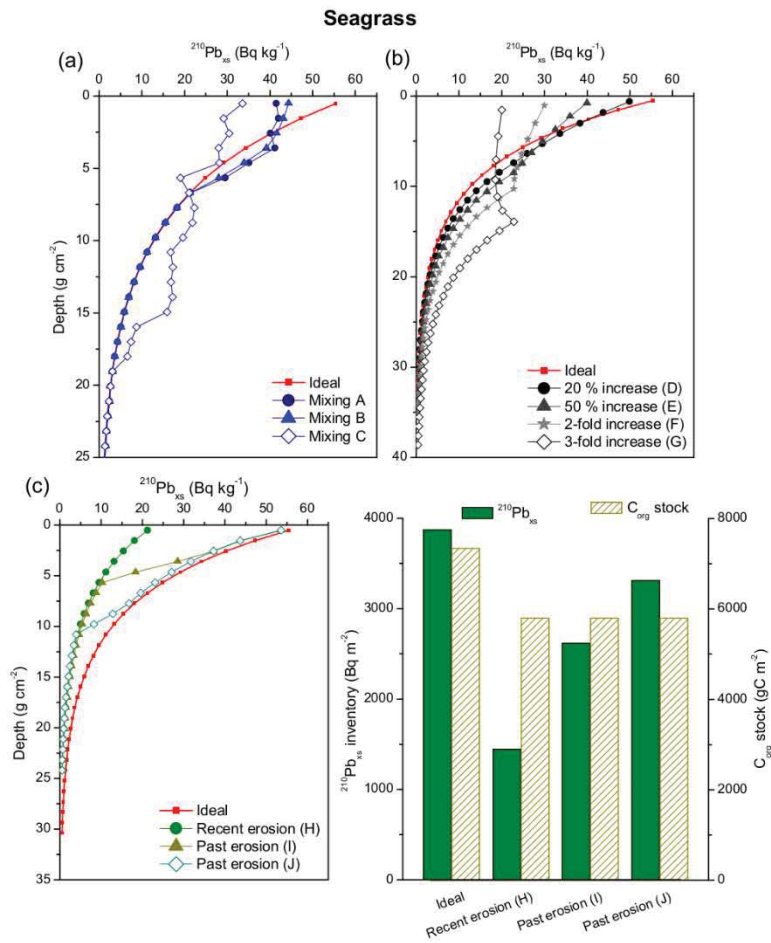 Seagrass
²¹⁰Pbₓₛ (Bq kg⁻¹)
(a)
0 10 20 30 40 50 60
0
5
10
15
20
25
Depth (g cm⁻²)
Ideal
Mixing A
Mixing B
Mixing C
²¹⁰Pbₓₛ (Bq kg⁻¹)
(b)
0 10 20 30 40 50 60
0
10
20
30
40
Ideal
20 % increase (D)
50 % increase (E)
2-fold increase (F)
3-fold increase (G)
(c)
²¹⁰Pbₓₛ (Bq kg⁻¹)
0 10 20 30 40 50 60
0
5
10
15
20
25
30
35
Depth (g cm⁻²)
Ideal
Recent erosion (H)
Past erosion (I)
Past erosion (J)
²¹⁰Pbₓₛ
C_org stock
4000
3000
2000
1000
0
²¹⁰Pbₓₛ inventory (Bq m⁻²)
8000
6000
4000
2000
0
C_org stock (gC m⁻²)
Ideal
Recent erosion (H)
Past erosion (I)
Past erosion (J)